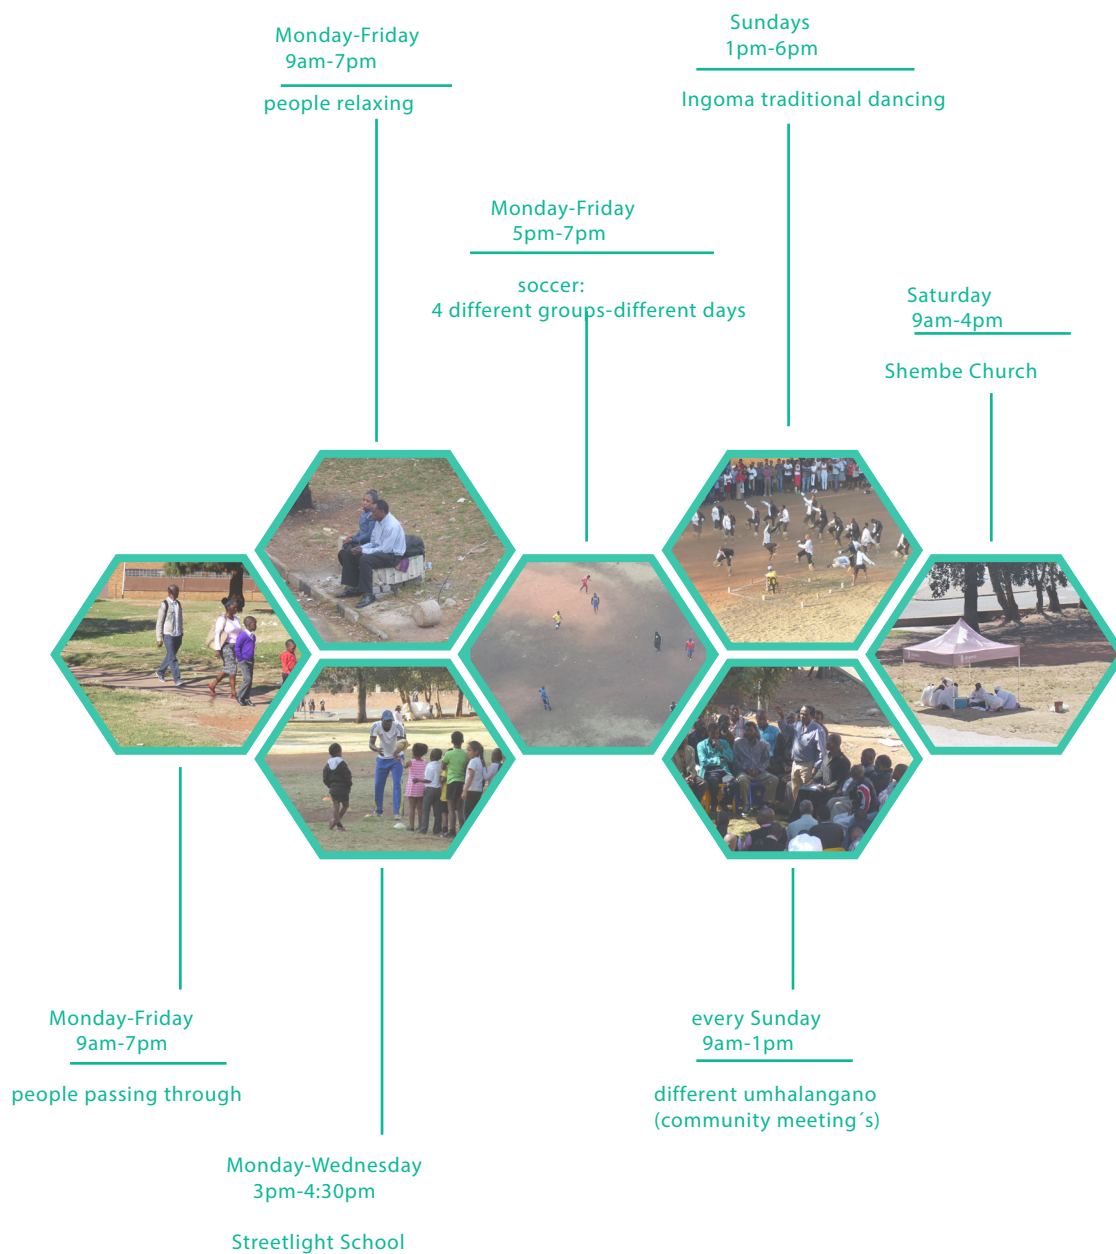 Monday-Friday
9am-7pm
people relaxing
Sundays
1pm-6pm
Ingoma traditional dancing
Monday-Friday
5pm-7pm
soccer:
4 different groups-different days
Saturday
9am-4pm
Shembe Church
Monday-Friday
9am-7pm
people passing through
Monday-Wednesday
3pm-4:30pm
Streetlight School
every Sunday
9am-1pm
different umhalangano
(community meeting´s)